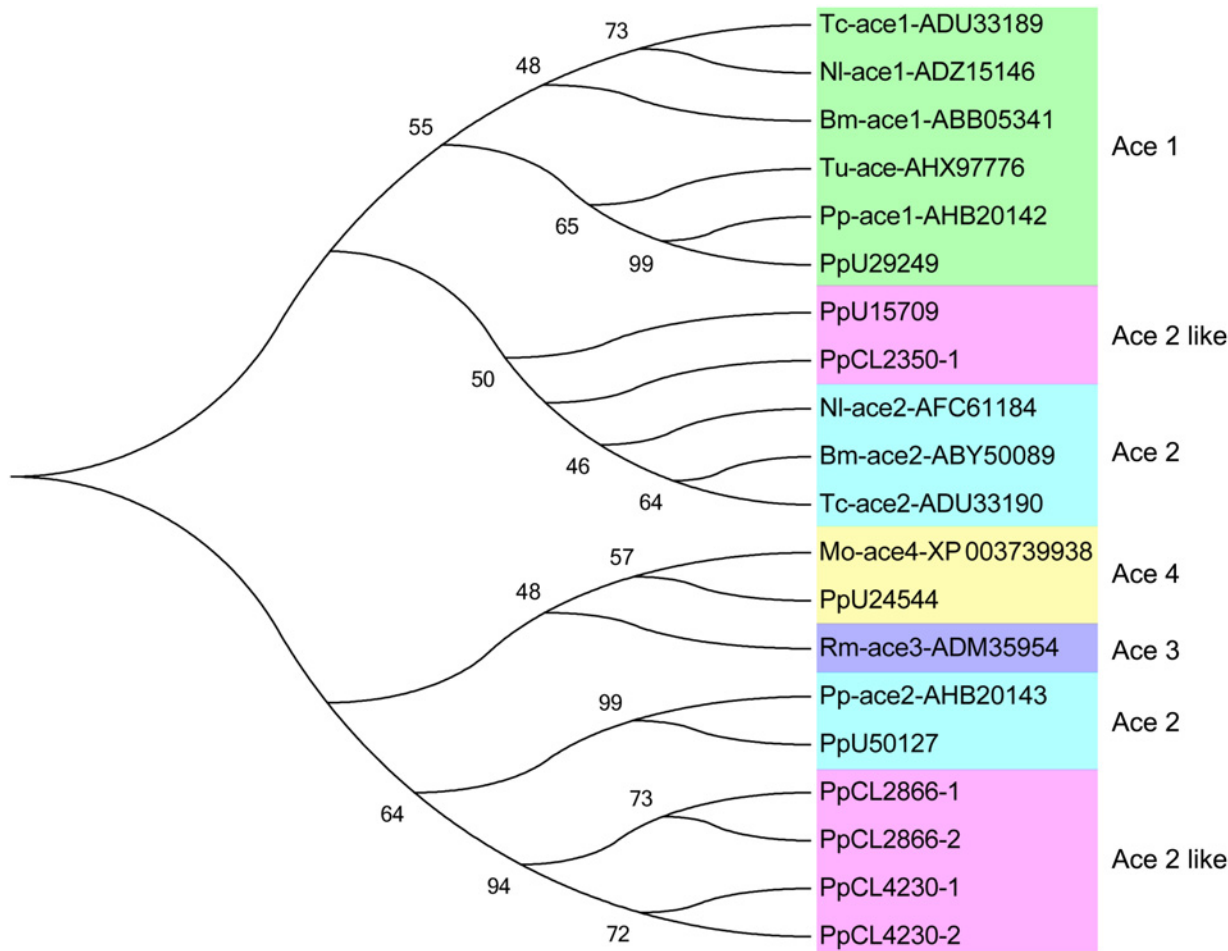 73
Tc-ace1-ADU33189
48
Nl-ace1-ADZ15146
55
Bm-ace1-ABB05341
Ace 1
Tu-ace-AHX97776
65
Pp-ace1-AHB20142
99
PpU29249
PpU15709
Ace 2 like
50
PpCL2350-1
Nl-ace2-AFC61184
46
Bm-ace2-ABY50089
Ace 2
64
Tc-ace2-ADU33190
57
Mo-ace4-XP 003739938
Ace 4
48
PpU24544
Rm-ace3-ADM35954
Ace 3
99
Pp-ace2-AHB20143
Ace 2
PpU50127
64
73
PpCL2866-1
PpCL2866-2
Ace 2 like
94
PpCL4230-1
72
PpCL4230-2